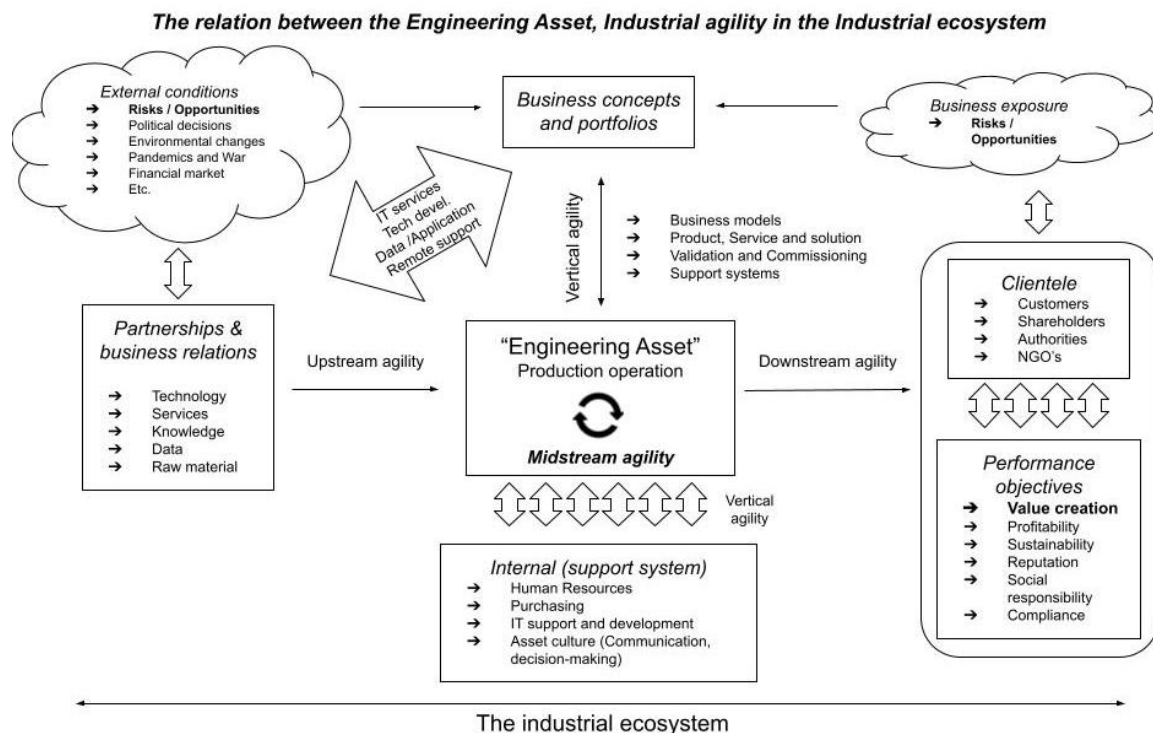 The relation between the Engineering Asset, Industrial agility in the Industrial ecosystem
External conditions
➔ Risks / Opportunities
➔ Political decisions
➔ Environmental changes
➔ Pandemics and War
➔ Financial market
➔ Etc.
Business concepts
and portfolios
Business exposure
➔ Risks /
Opportunities
IT services
Tech devel.
Data /Application
Remote support
Vertical agility
➔ Business models
➔ Product, Service and solution
➔ Validation and Commissioning
➔ Support systems
Partnerships &
business relations
➔ Technology
➔ Services
➔ Knowledge
➔ Data
➔ Raw material
Upstream agility
“Engineering Asset”
Production operation
Midstream agility
Downstream agility
Clientele
➔ Customers
➔ Shareholders
➔ Authorities
➔ NGO’s
Performance
objectives
➔ Value creation
➔ Profitability
➔ Sustainability
➔ Reputation
➔ Social
responsibility
➔ Compliance
Vertical
agility
Internal (support system)
➔ Human Resources
➔ Purchasing
➔ IT support and development
➔ Asset culture (Communication,
decision-making)
The industrial ecosystem